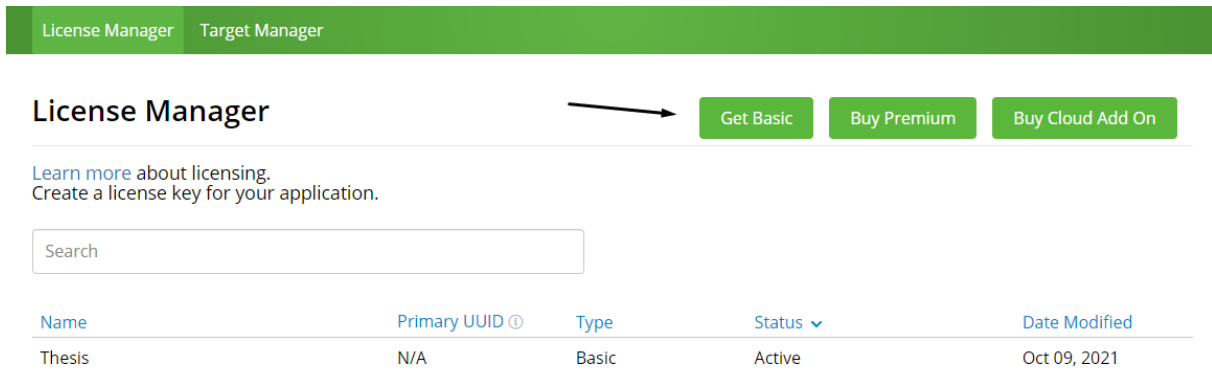 License Manager Target Manager
License Manager
Get Basic Buy Premium Buy Cloud Add On
Learn more about licensing.
Create a license key for your application.
Search
Name Primary UUID Type Status Date Modified
Thesis N/A Basic Active Oct 09, 2021